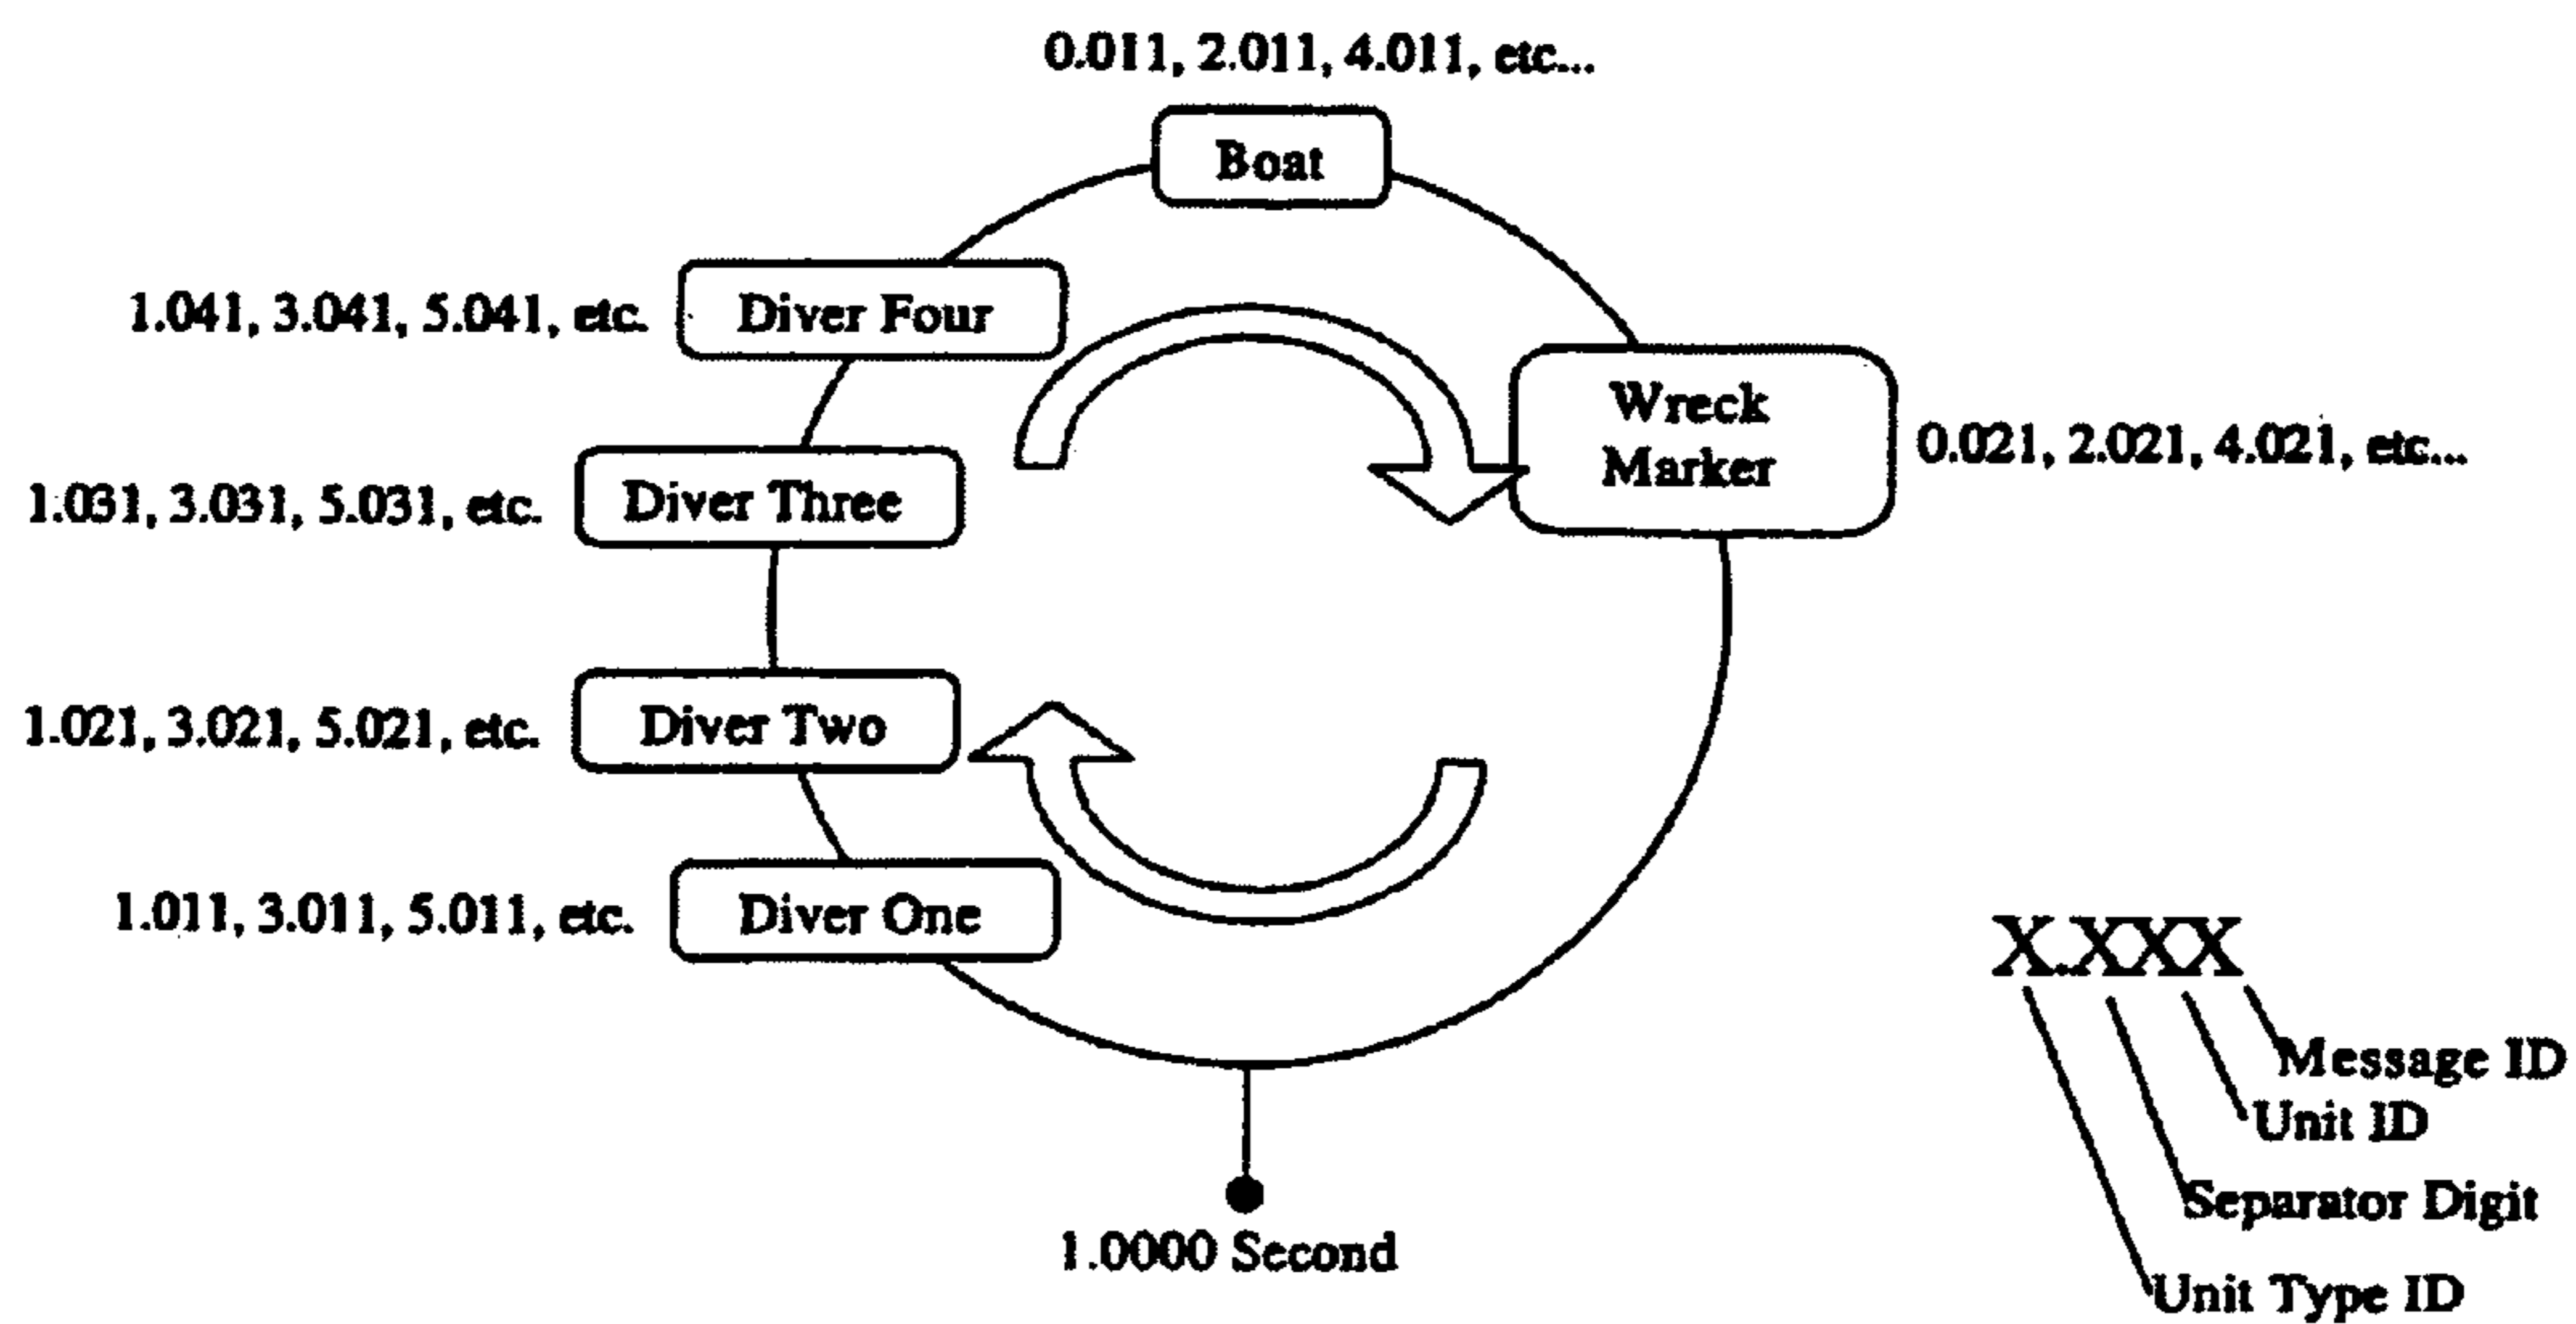 0.011, 2.011, 4.011, etc...
Boat
1.041, 3.041, 5.041, etc.
Diver Four
Wreck
Marker
0.021, 2.021, 4.021, etc...
1.031, 3.031, 5.031, etc.
Diver Three
1.021, 3.021, 5.021, etc.
Diver Two
1.011, 3.011, 5.011, etc.
Diver One
X.XXX
Message ID
Unit ID
Separator Digit
Unit Type ID
1.0000 Second